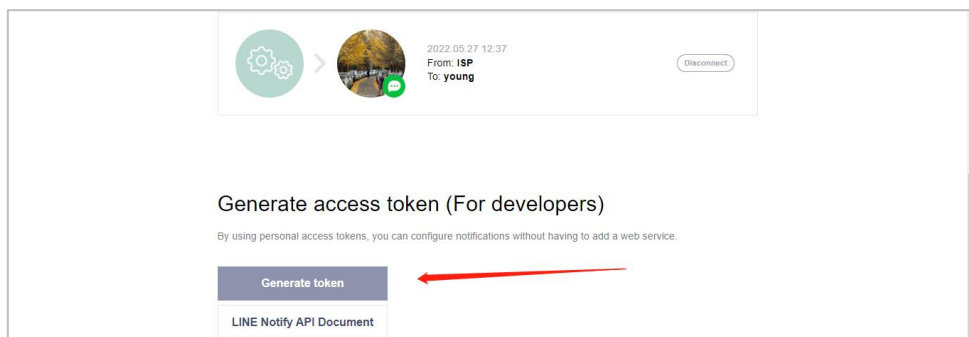 2022.05.27 12:37
From: ISP
To: young
Disconnect
Generate access token (For developers)
By using personal access tokens, you can configure notifications without having to add a web service.
Generate token
LINE Notify API Document